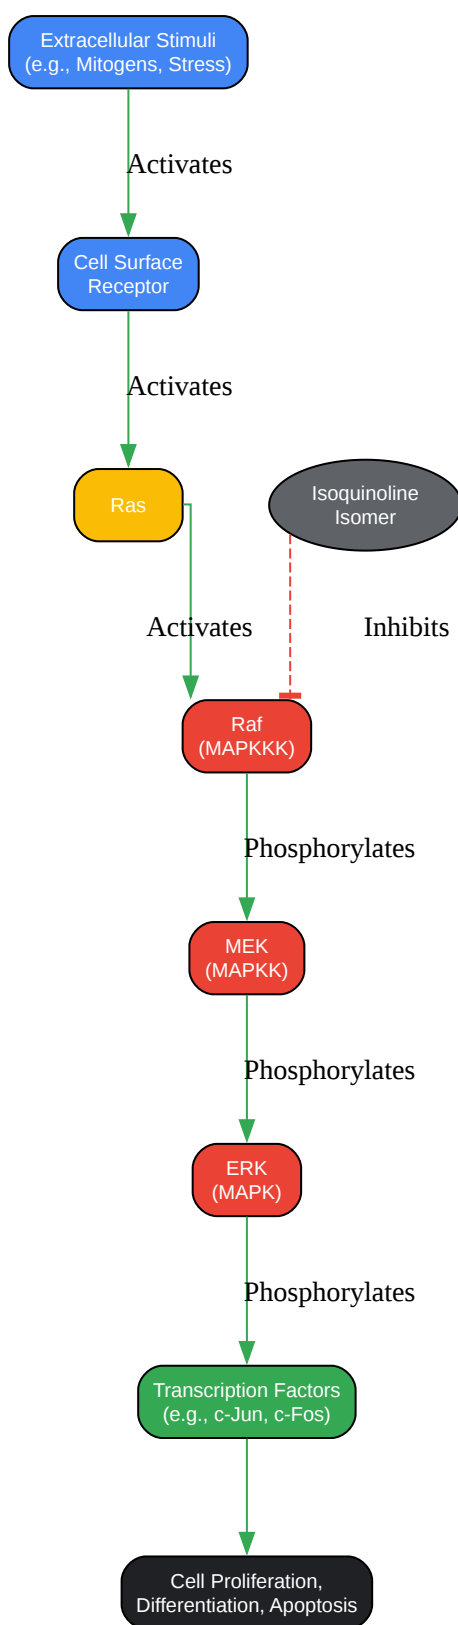 Extracellular Stimuli
(e.g., Mitogens, Stress)
Activates
Cell Surface
Receptor
Activates
Ras
Isoquinoline
Isomer
Activates
Inhibits
Raf
(MAPKKK)
Phosphorylates
MEK
(MAPKK)
Phosphorylates
ERK
(MAPK)
Phosphorylates
Transcription Factors
(e.g., c-Jun, c-Fos)
Cell Proliferation,
Differentiation, Apoptosis